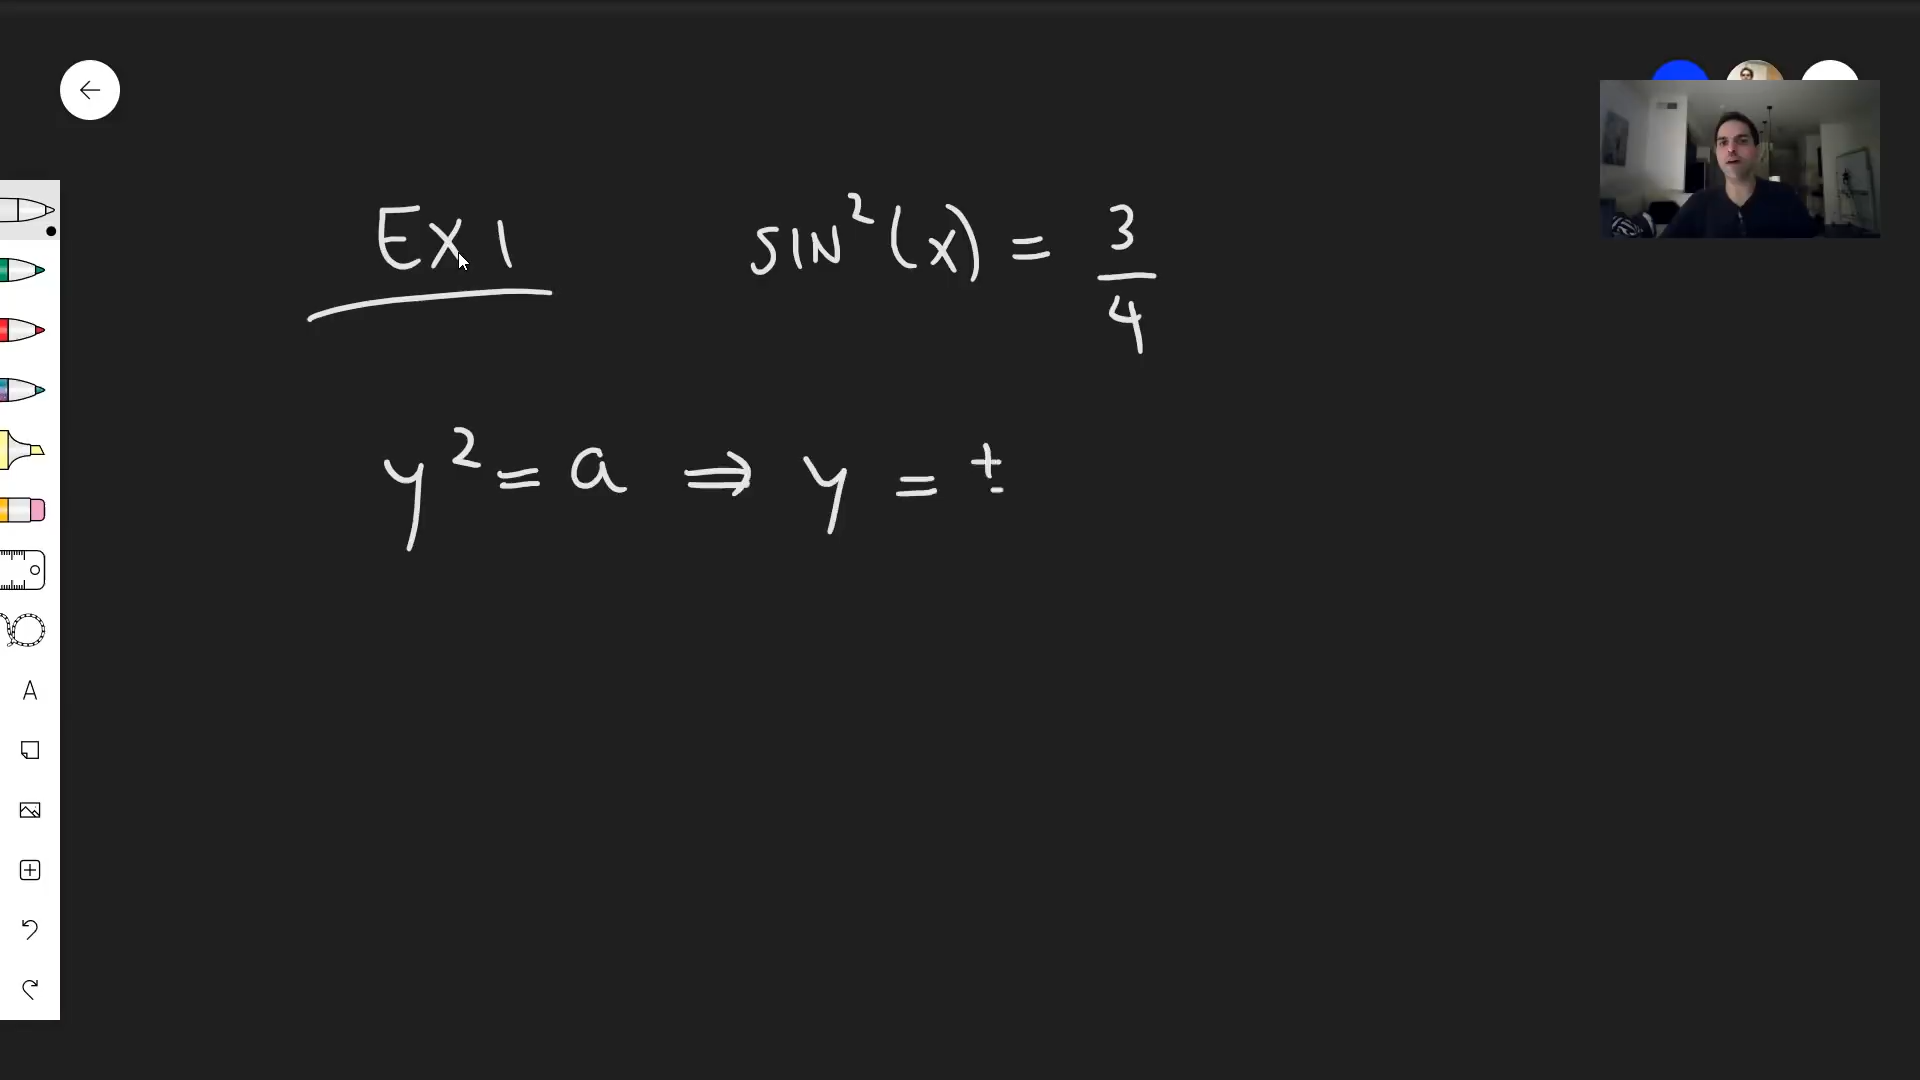 EX 1
SIN²(x) = 3/4
y² = a ⇒ y = ±
A